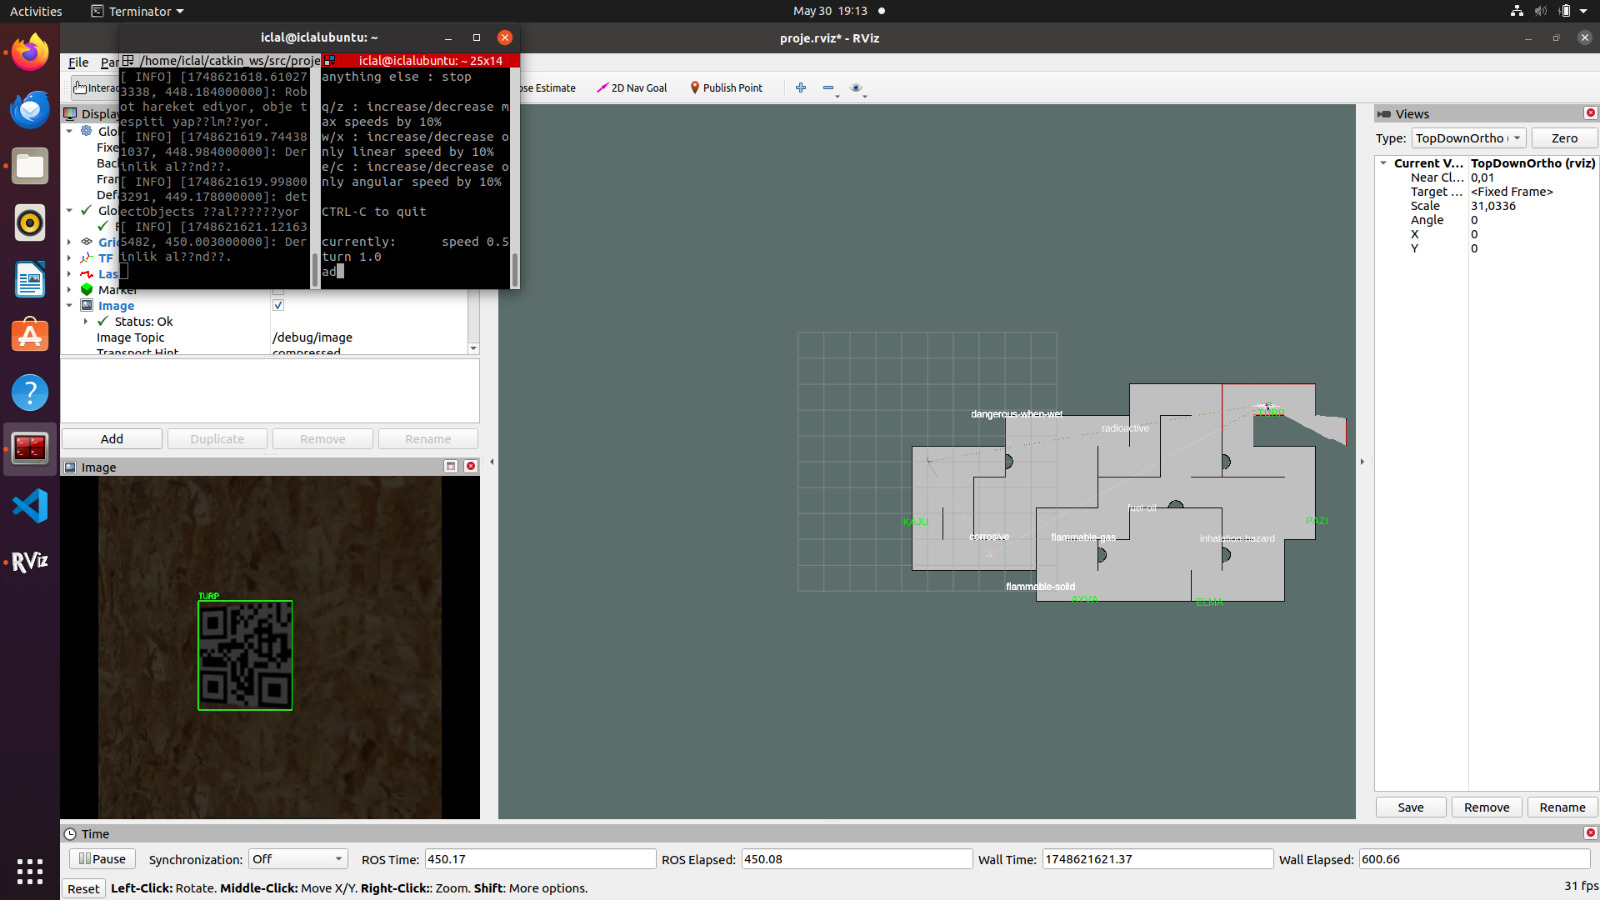 Activities
Terminator
May 30 19:13
iclal@iclalubuntu: ~
proje.rviz* - RViz
File
/home/iclal/catkin_ws/src/proje
iclal@iclalubuntu: ~ 25x14
[ INFO] [1748621618.61027
3338, 448.184000000]: Rob
ot hareket ediyor, obje t
espiti yap??lm??yor.
[ INFO] [1748621619.74438
1037, 448.984000000]: Der
inlik al??nd??.
[ INFO] [1748621619.99800
3291, 449.178000000]: det
ectObjects ??al??????yor
[ INFO] [1748621621.12163
5482, 450.003000000]: Der
inlik al??nd??.
anything else : stop
q/z : increase/decrease m
ax speeds by 10%
w/x : increase/decrease o
nly linear speed by 10%
e/c : increase/decrease o
nly angular speed by 10%
CTRL-C to quit
currently: speed 0.5
turn 1.0
ad
Interac
ose Estimate
2D Nav Goal
Publish Point
Display
Glo
Fixe
Bac
Frar
Def
Glo
Gri
TF
Las
Marker
Image
Status: Ok
Image Topic
/debug/image
Transport Hint
compressed
Add
Duplicate
Remove
Rename
Image
TURP
dangerous-when-wet
radioactive
TURP
fuel-oil
KAJU
PAZI
corrosive
flammable-gas
inhalation-hazard
flammable-solid
AYVA
ELMA
Views
Type:
TopDownOrtho (
Zero
Current V...
TopDownOrtho (rviz)
Near Cl...
0,01
Target ...
<Fixed Frame>
Scale
31,0336
Angle
0
X
0
Y
0
Save
Remove
Rename
Time
Pause
Synchronization:
Off
ROS Time:
450.17
ROS Elapsed:
450.08
Wall Time:
1748621621.37
Wall Elapsed:
600.66
Reset
Left-Click: Rotate. Middle-Click: Move X/Y. Right-Click:: Zoom. Shift: More options.
31 fps
RViz